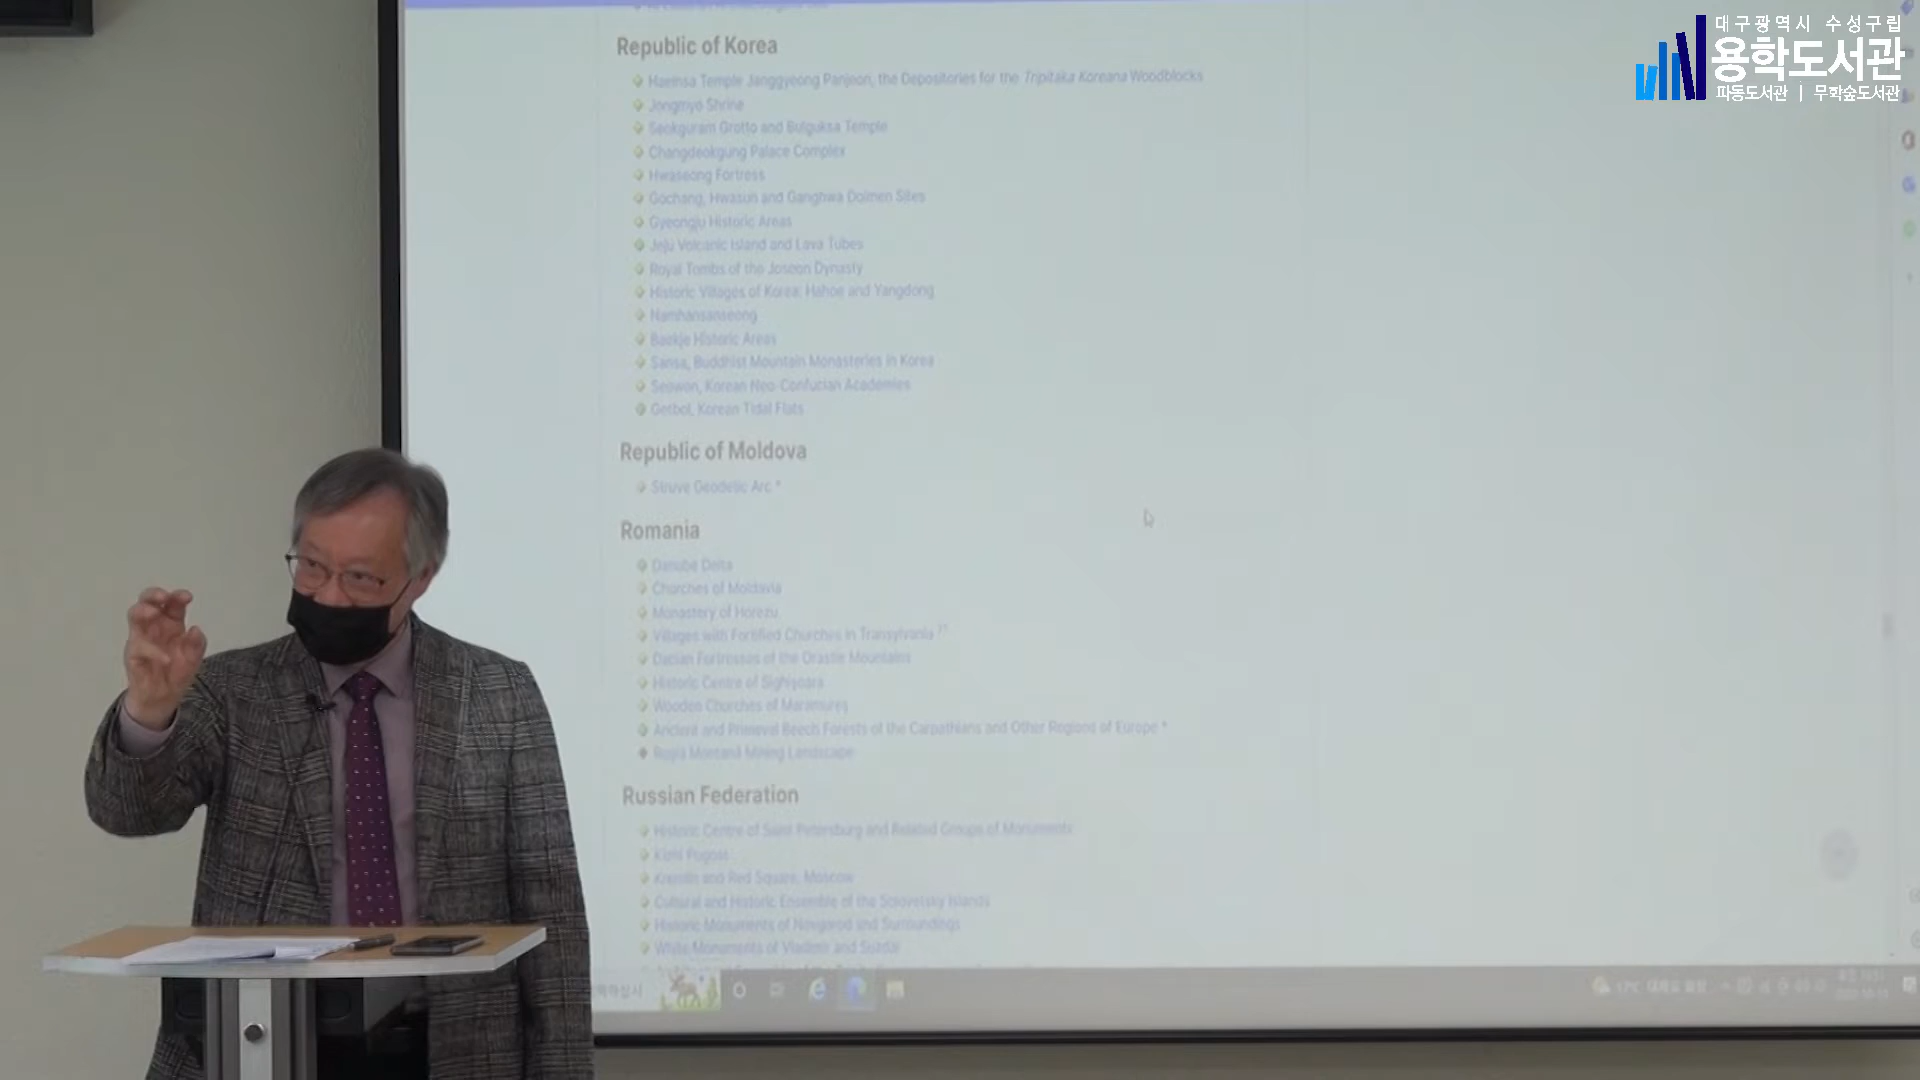 대구광역시 수성구립
용학도서관
파동도서관 | 무학숲도서관
Republic of Korea
Haeinsa Temple Janggyeong Panjeon, the Depositories for the Tripitaka Koreana Woodblocks
Jongmyo Shrine
Seokguram Grotto and Bulguksa Temple
Changdeokgung Palace Complex
Hwaseong Fortress
Gochang, Hwasun and Ganghwa Dolmen Sites
Gyeongju Historic Areas
Jeju Volcanic Island and Lava Tubes
Royal Tombs of the Joseon Dynasty
Historic Villages of Korea: Hahoe and Yangdong
Namhansanseong
Baekje Historic Areas
Sansa, Buddhist Mountain Monasteries in Korea
Seowon, Korean Neo-Confucian Academies
Getbol, Korean Tidal Flats
Republic of Moldova
Struve Geodetic Arc *
Romania
Danube Delta
Churches of Moldavia
Monastery of Horezu
Villages with Fortified Churches in Transylvania
Dacian Fortresses of the Orastie Mountains
Historic Centre of Sighişoara
Wooden Churches of Maramureş
Ancient and Primeval Beech Forests of the Carpathians and Other Regions of Europe *
Roşia Montană Mining Landscape
Russian Federation
Historic Centre of Saint Petersburg and Related Groups of Monuments
Kizhi Pogost
Kremlin and Red Square, Moscow
Cultural and Historic Ensemble of the Solovetsky Islands
Historic Monuments of Novgorod and Surroundings
White Monuments of Vladimir and Suzdal
17°C